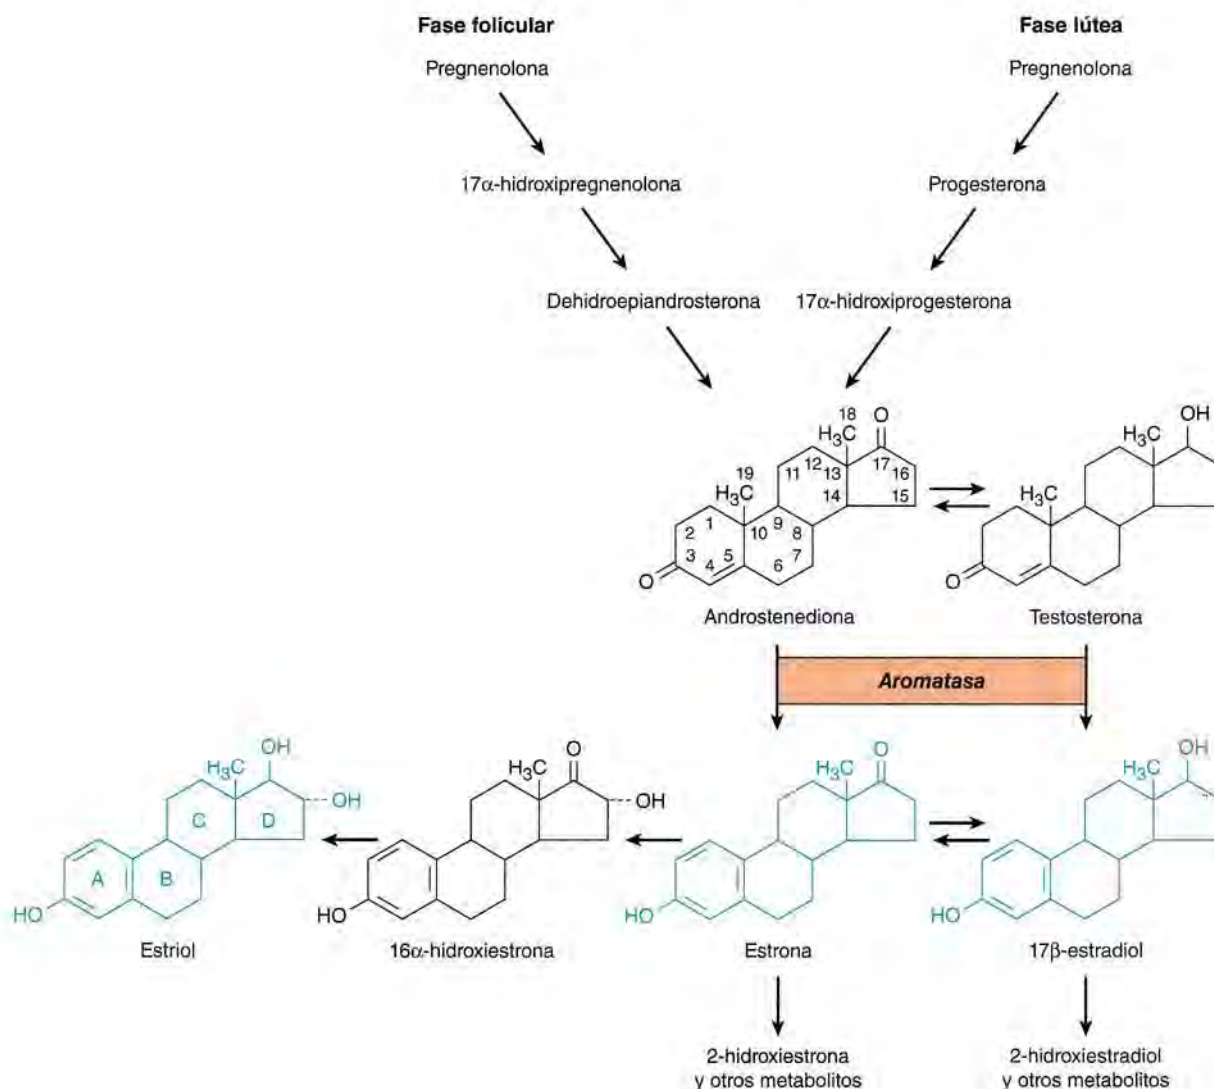 Fase folicular
Fase lútea
Pregnenolona
Pregnenolona
17α-hidroxipregnenolona
Progesterona
Dehidroepiandrosterona
17α-hidroxiprogesterona
18
O
OH
H₃C
H₃C
12
17
16
19
11
13
H₃C
14
15
H₃C
1
9
2
10
8
3
4
5
6
7
O
O
Androstenediona
Testosterona
Aromatasa
OH
O
O
OH
H₃C
H₃C
H₃C
H₃C
OH
OH
C
D
A
B
HO
HO
HO
HO
Estriol
16α-hidroxiestrona
Estrona
17β-estradiol
2-hidroxiestrona
y otros metabolitos
2-hidroxiestradiol
y otros metabolitos